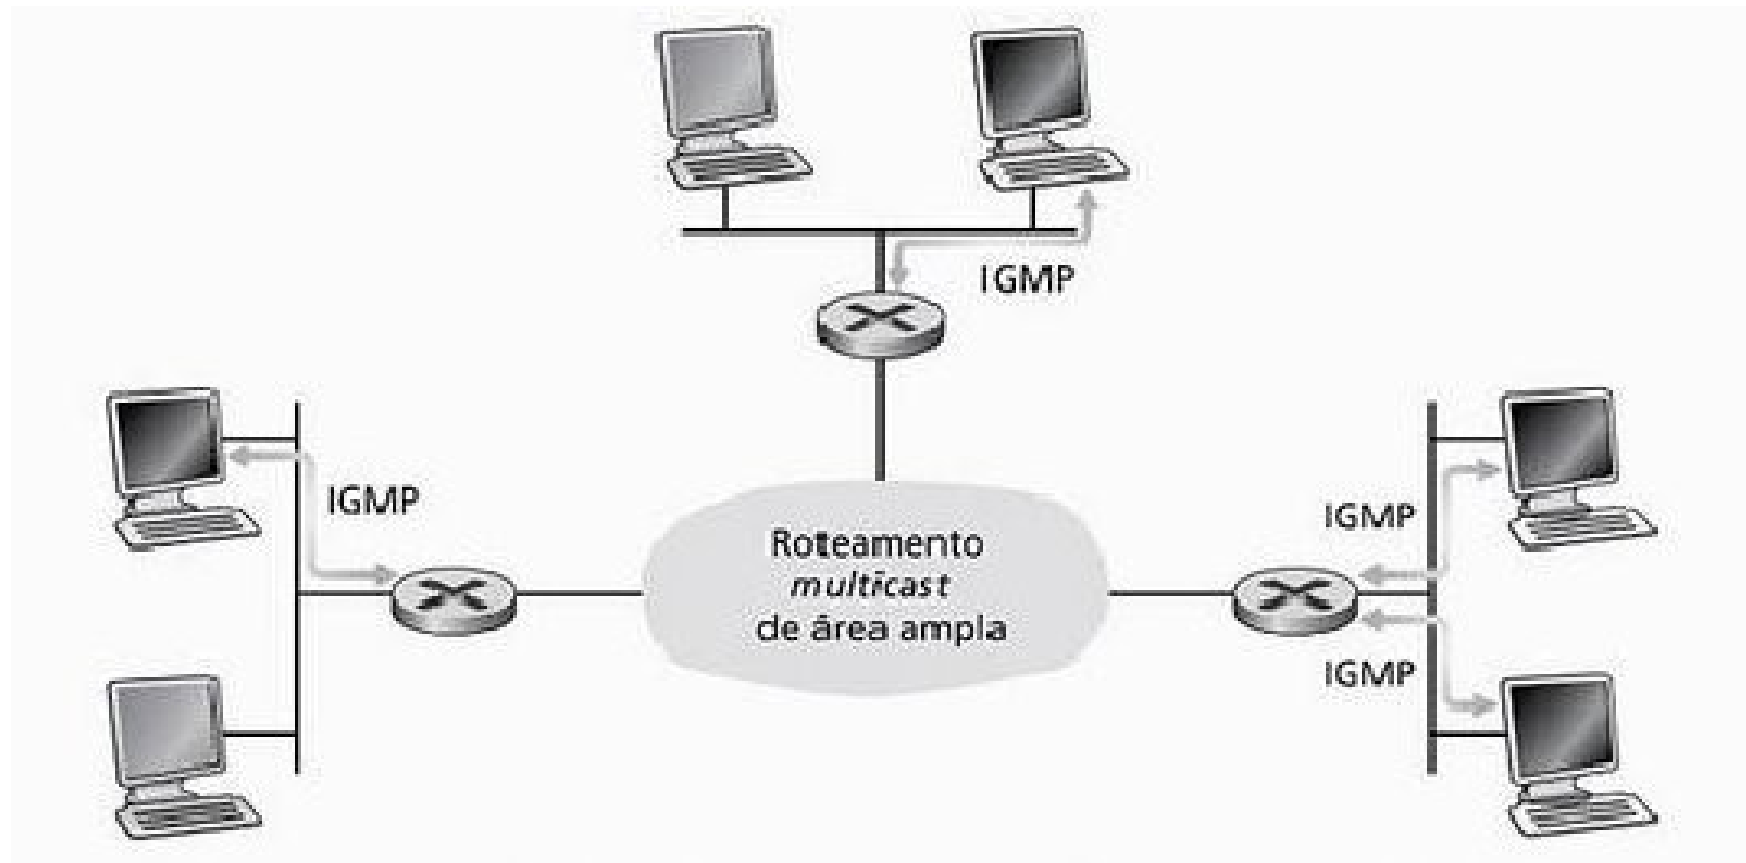 IGMP
IGMP
Roteamento
multicast
de área ampla
IGMP
IGMP